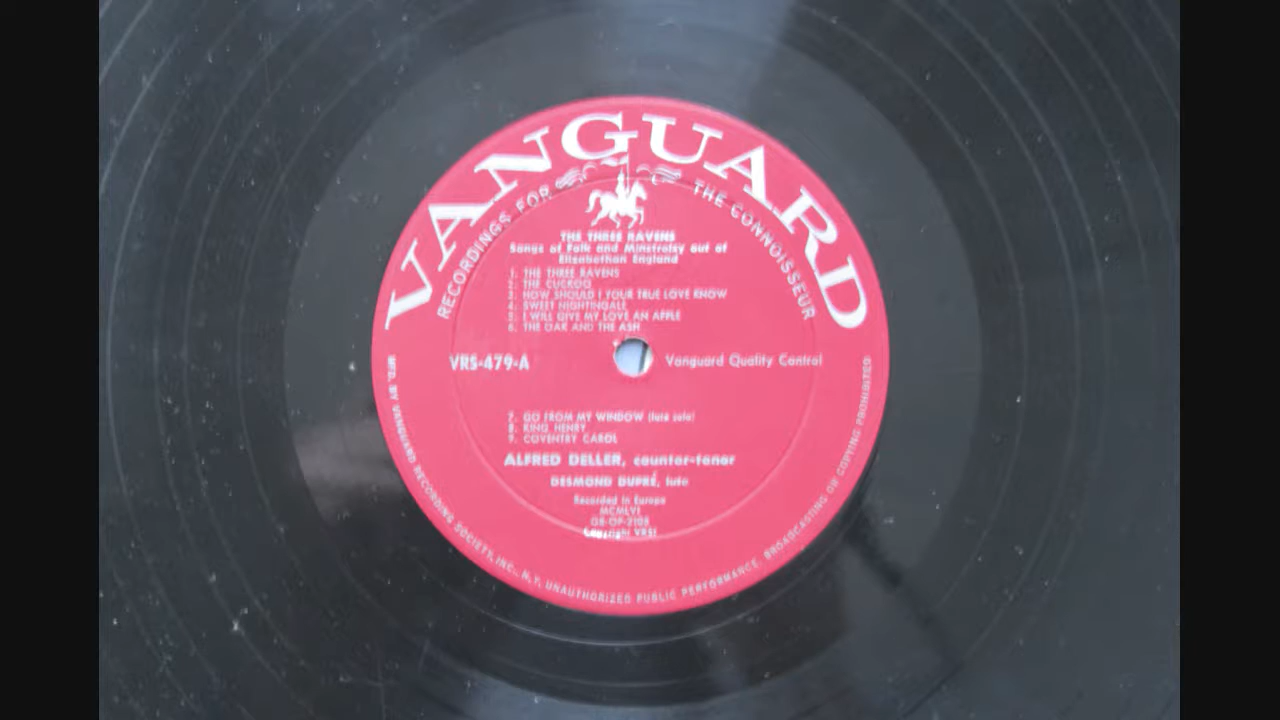 VANGUARD
RECORDINGS FOR THE CONNOISSEUR
THE THREE RAVENS
Songs of Folk and Minstrelsy out of
Elizabethan England
1. THE THREE RAVENS
2. THE CUCKOO
3. HOW SHOULD I YOUR TRUE LOVE KNOW
4. SWEET NIGHTINGALE
5. I WILL GIVE MY LOVE AN APPLE
6. THE OAK AND THE ASH
VRS-479-A
Vanguard Quality Control
7. GO FROM MY WINDOW (lute solo)
8. KING HENRY
9. COVENTRY CAROL
ALFRED DELLER, counter-tenor
DESMOND DUPRÉ, lute
Recorded in Europe
MCMLVI
MFD. BY VANGUARD RECORDING SOCIETY, INC., N.Y. UNAUTHORIZED PUBLIC PERFORMANCE, BROADCASTING OR COPYING PROHIBITED